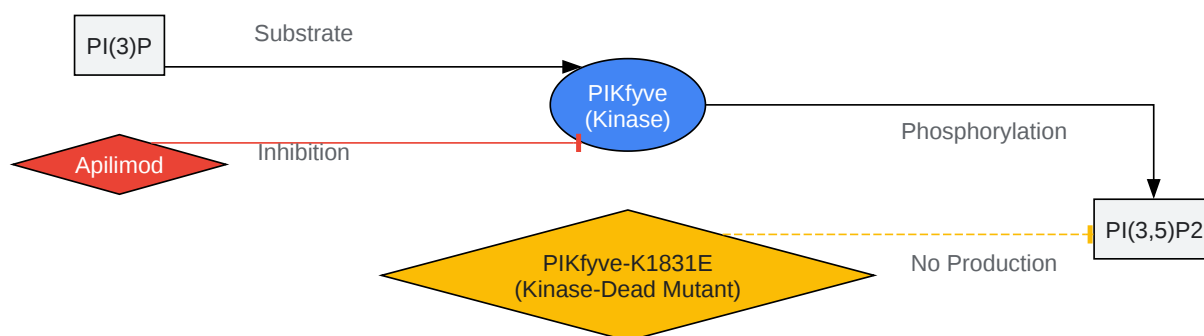 PI(3)P
Substrate
PIKfyve
(Kinase)
Phosphorylation
Apilimod
Inhibition
PI(3,5)P2
PIKfyve-K1831E
(Kinase-Dead Mutant)
No Production